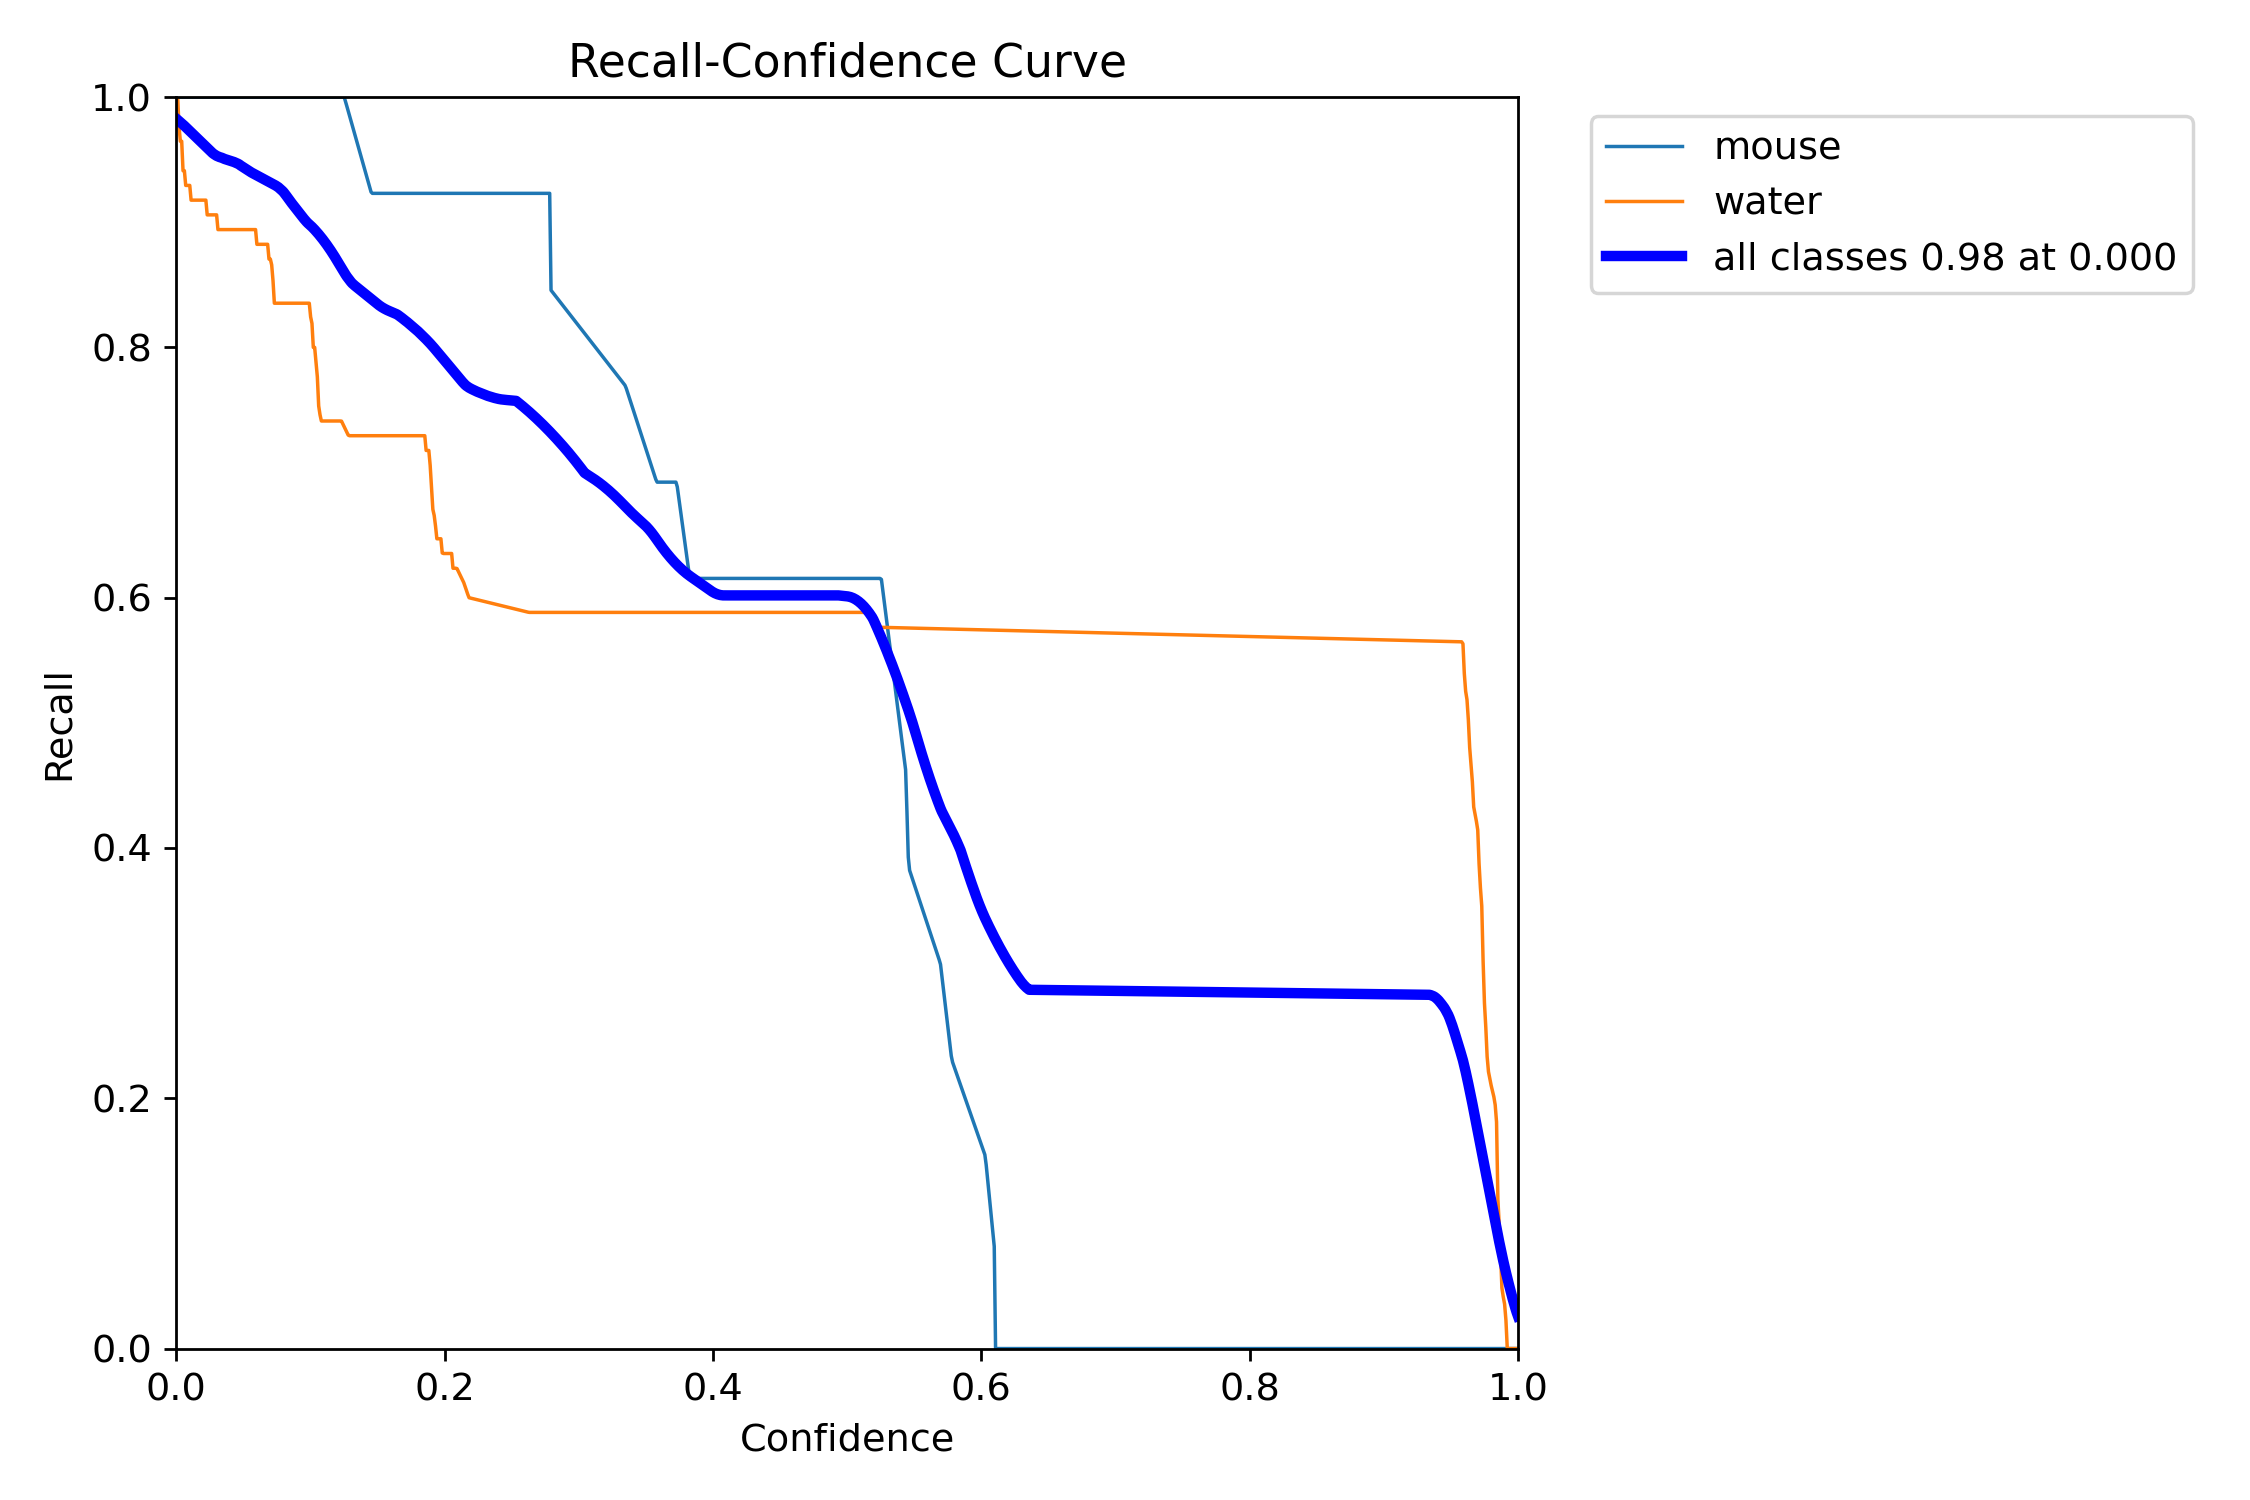 Recall-Confidence Curve
1.0
0.8
0.6
0.4
0.2
0.0
Recall
0.0 0.2 0.4 0.6 0.8 1.0
Confidence
mouse
water
all classes 0.98 at 0.000